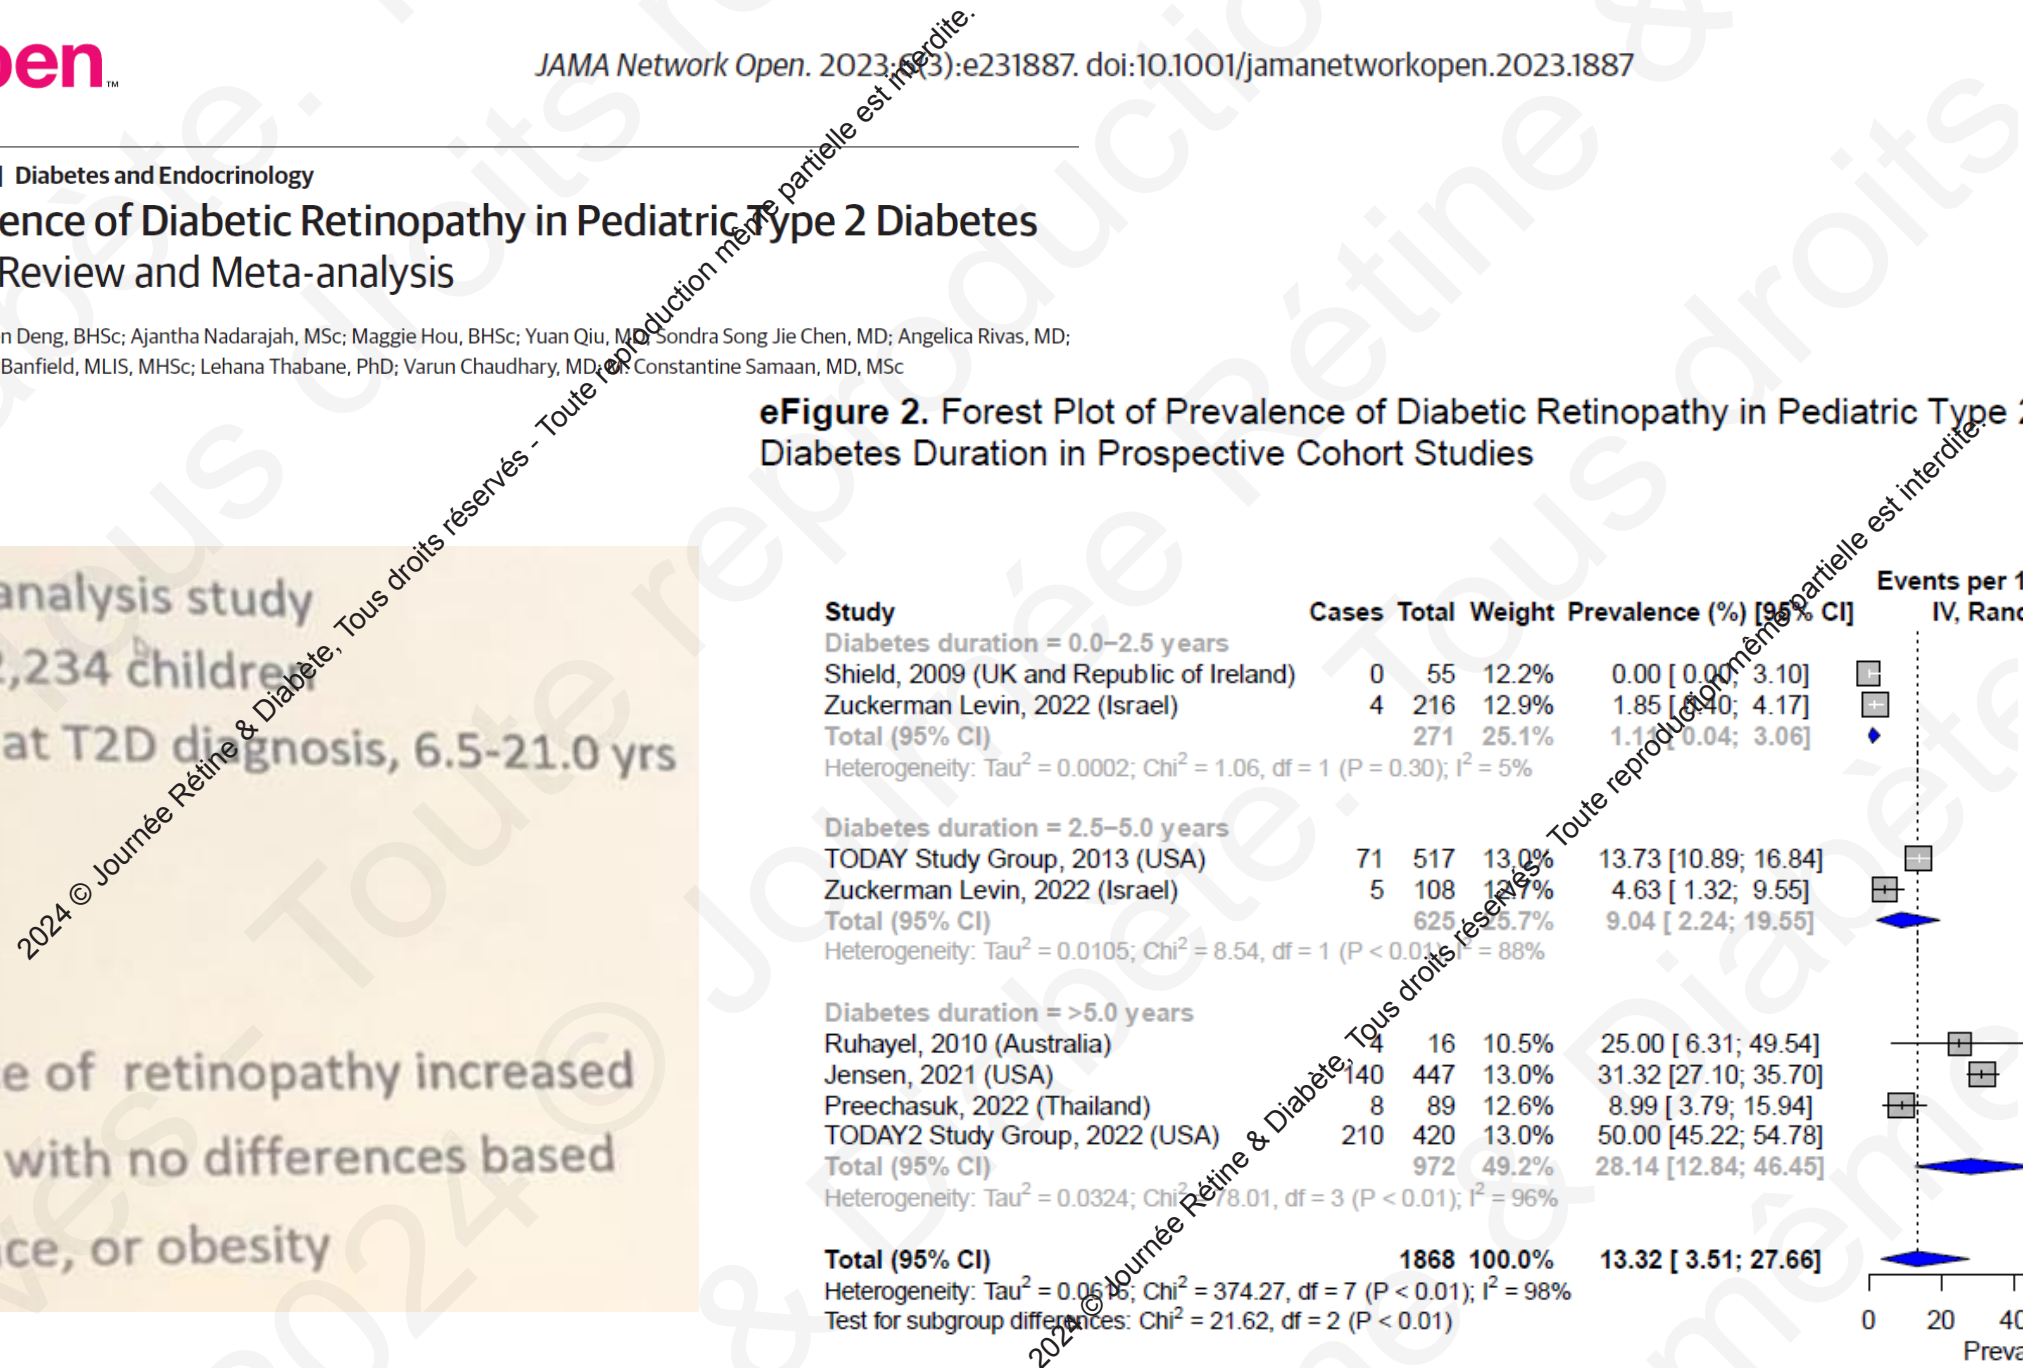 pen™
JAMA Network Open. 2023;6(3):e231887. doi:10.1001/jamanetworkopen.2023.1887
| Diabetes and Endocrinology
ence of Diabetic Retinopathy in Pediatric Type 2 Diabetes
Review and Meta-analysis
n Deng, BHSc; Ajantha Nadarajah, MSc; Maggie Hou, BHSc; Yuan Qiu, MD; Sondra Song Jie Chen, MD; Angelica Rivas, MD;
Banfield, MLIS, MHSc; Lehana Thabane, PhD; Varun Chaudhary, MD; M. Constantine Samaan, MD, MSc
eFigure 2. Forest Plot of Prevalence of Diabetic Retinopathy in Pediatric Type 2
Diabetes Duration in Prospective Cohort Studies
analysis study
2,234 children
at T2D diagnosis, 6.5-21.0 yrs
e of retinopathy increased
with no differences based
ce, or obesity
Events per 1
Study Cases Total Weight Prevalence (%) [95% CI] IV, Rand
Diabetes duration = 0.0–2.5 years
Shield, 2009 (UK and Republic of Ireland) 0 55 12.2% 0.00 [ 0.00; 3.10]
Zuckerman Levin, 2022 (Israel) 4 216 12.9% 1.85 [ 0.40; 4.17]
Total (95% CI) 271 25.1% 1.11 [ 0.04; 3.06]
Heterogeneity: Tau² = 0.0002; Chi² = 1.06, df = 1 (P = 0.30); I² = 5%
Diabetes duration = 2.5–5.0 years
TODAY Study Group, 2013 (USA) 71 517 13.0% 13.73 [10.89; 16.84]
Zuckerman Levin, 2022 (Israel) 5 108 12.7% 4.63 [ 1.32; 9.55]
Total (95% CI) 625 25.7% 9.04 [ 2.24; 19.55]
Heterogeneity: Tau² = 0.0105; Chi² = 8.54, df = 1 (P < 0.01); I² = 88%
Diabetes duration = >5.0 years
Ruhayel, 2010 (Australia) 4 16 10.5% 25.00 [ 6.31; 49.54]
Jensen, 2021 (USA) 140 447 13.0% 31.32 [27.10; 35.70]
Preechasuk, 2022 (Thailand) 8 89 12.6% 8.99 [ 3.79; 15.94]
TODAY2 Study Group, 2022 (USA) 210 420 13.0% 50.00 [45.22; 54.78]
Total (95% CI) 972 49.2% 28.14 [12.84; 46.45]
Heterogeneity: Tau² = 0.0324; Chi² = 78.01, df = 3 (P < 0.01); I² = 96%
Total (95% CI) 1868 100.0% 13.32 [ 3.51; 27.66]
Heterogeneity: Tau² = 0.0616; Chi² = 374.27, df = 7 (P < 0.01); I² = 98%
Test for subgroup differences: Chi² = 21.62, df = 2 (P < 0.01)
0 20 40
Preva
2024 © Journée Rétine & Diabète, Tous droits réservés - Toute reproduction même partielle est interdite.
2024 © Journée Rétine & Diabète, Tous droits réservés - Toute reproduction même partielle est interdite.